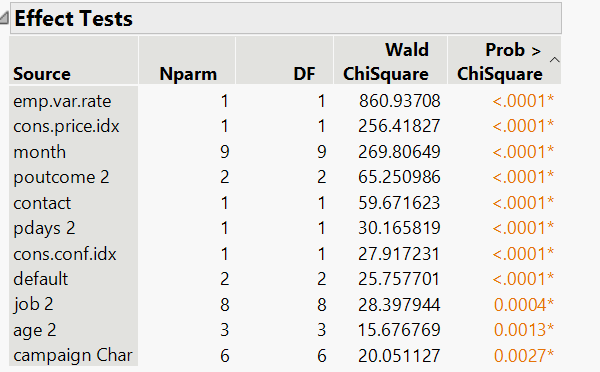 Effect Tests
Wald Prob >
Source Nparm DF ChiSquare ChiSquare
emp.var.rate 1 1 860.93708 <.0001*
cons.price.idx 1 1 256.41827 <.0001*
month 9 9 269.80649 <.0001*
poutcome 2 2 2 65.250986 <.0001*
contact 1 1 59.671623 <.0001*
pdays 2 1 1 30.165819 <.0001*
cons.conf.idx 1 1 27.917231 <.0001*
default 2 2 25.757701 <.0001*
job 2 8 8 28.397944 0.0004*
age 2 3 3 15.676769 0.0013*
campaign Char 6 6 20.051127 0.0027*